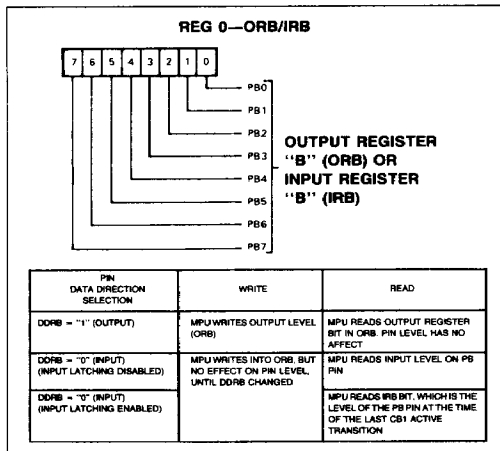 REG 0—ORB/IRB
7 6 5 4 3 2 1 0
PB0
PB1
PB2
PB3
PB4
PB5
PB6
PB7
OUTPUT REGISTER
"B" (ORB) OR
INPUT REGISTER
"B" (IRB)
PIN
DATA DIRECTION
SELECTION
WRITE
READ
DDRB = "1" (OUTPUT)
MPU WRITES OUTPUT LEVEL
(ORB)
MPU READS OUTPUT REGISTER
BIT IN ORB. PIN LEVEL HAS NO
AFFECT
DDRB = "0" (INPUT)
(INPUT LATCHING DISABLED)
MPU WRITES INTO ORB, BUT
NO EFFECT ON PIN LEVEL,
UNTIL DDRB CHANGED
MPU READS INPUT LEVEL ON PB
PIN
DDRB = "0" (INPUT)
(INPUT LATCHING ENABLED)
MPU READS IRB BIT, WHICH IS THE
LEVEL OF THE PB PIN AT THE TIME
OF THE LAST CB1 ACTIVE
TRANSITION